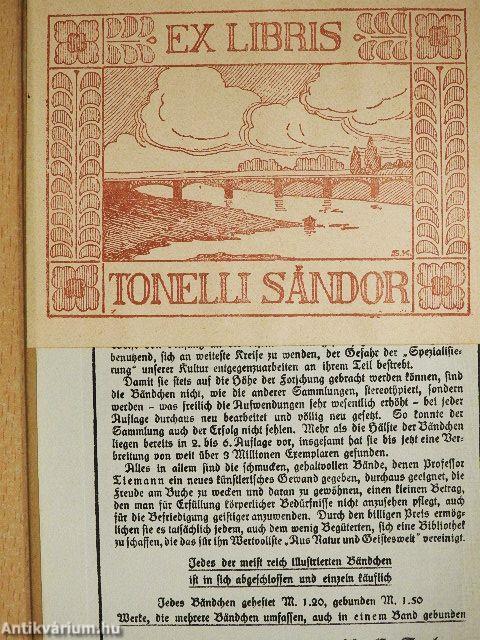 EX LIBRIS
S.K.
TONELLI SÁNDOR
benutzend, sich an weiteste Kreise zu wenden, der Gefahr der „Spezialisie-
rung“ unserer Kultur entgegenzuarbeiten an ihrem Teil bestrebt.
Damit sie stets auf die Höhe der Forschung gebracht werden können, sind
die Bändchen nicht, wie die anderer Sammlungen, stereotypiert, sondern
werden – was freilich die Aufwendungen sehr wesentlich erhöht – bei jeder
Auflage durchaus neu bearbeitet und völlig neu gesetzt. So konnte der
Sammlung auch der Erfolg nicht fehlen. Mehr als die Hälfte der Bändchen
liegen bereits in 2. bis 6. Auflage vor, insgesamt hat sie bis jetzt eine Ver-
breitung von weit über 3 Millionen Exemplaren gefunden.
Alles in allem sind die schmucken, gehaltvollen Bände, denen Professor
Tiemann ein neues künstlerisches Gewand gegeben, durchaus geeignet, die
Freude am Buche zu wecken und daran zu gewöhnen, einen kleinen Betrag,
den man für Erfüllung körperlicher Bedürfnisse nicht anzusehen pflegt, auch
für die Befriedigung geistiger anzuwenden. Durch den billigen Preis ermög-
lichen sie es tatsächlich jedem, auch dem wenig Begüterten, sich eine Bibliothek
zu schaffen, die das für ihn Wertvollste „Aus Natur und Geisteswelt“ vereinigt.
Jedes der meist reich illustrierten Bändchen
ist in sich abgeschlossen und einzeln käuflich
Jedes Bändchen geheftet M. 1.20, gebunden M. 1.50
Werke, die mehrere Bändchen umfassen, auch in einem Band gebunden
Antikvárium.hu